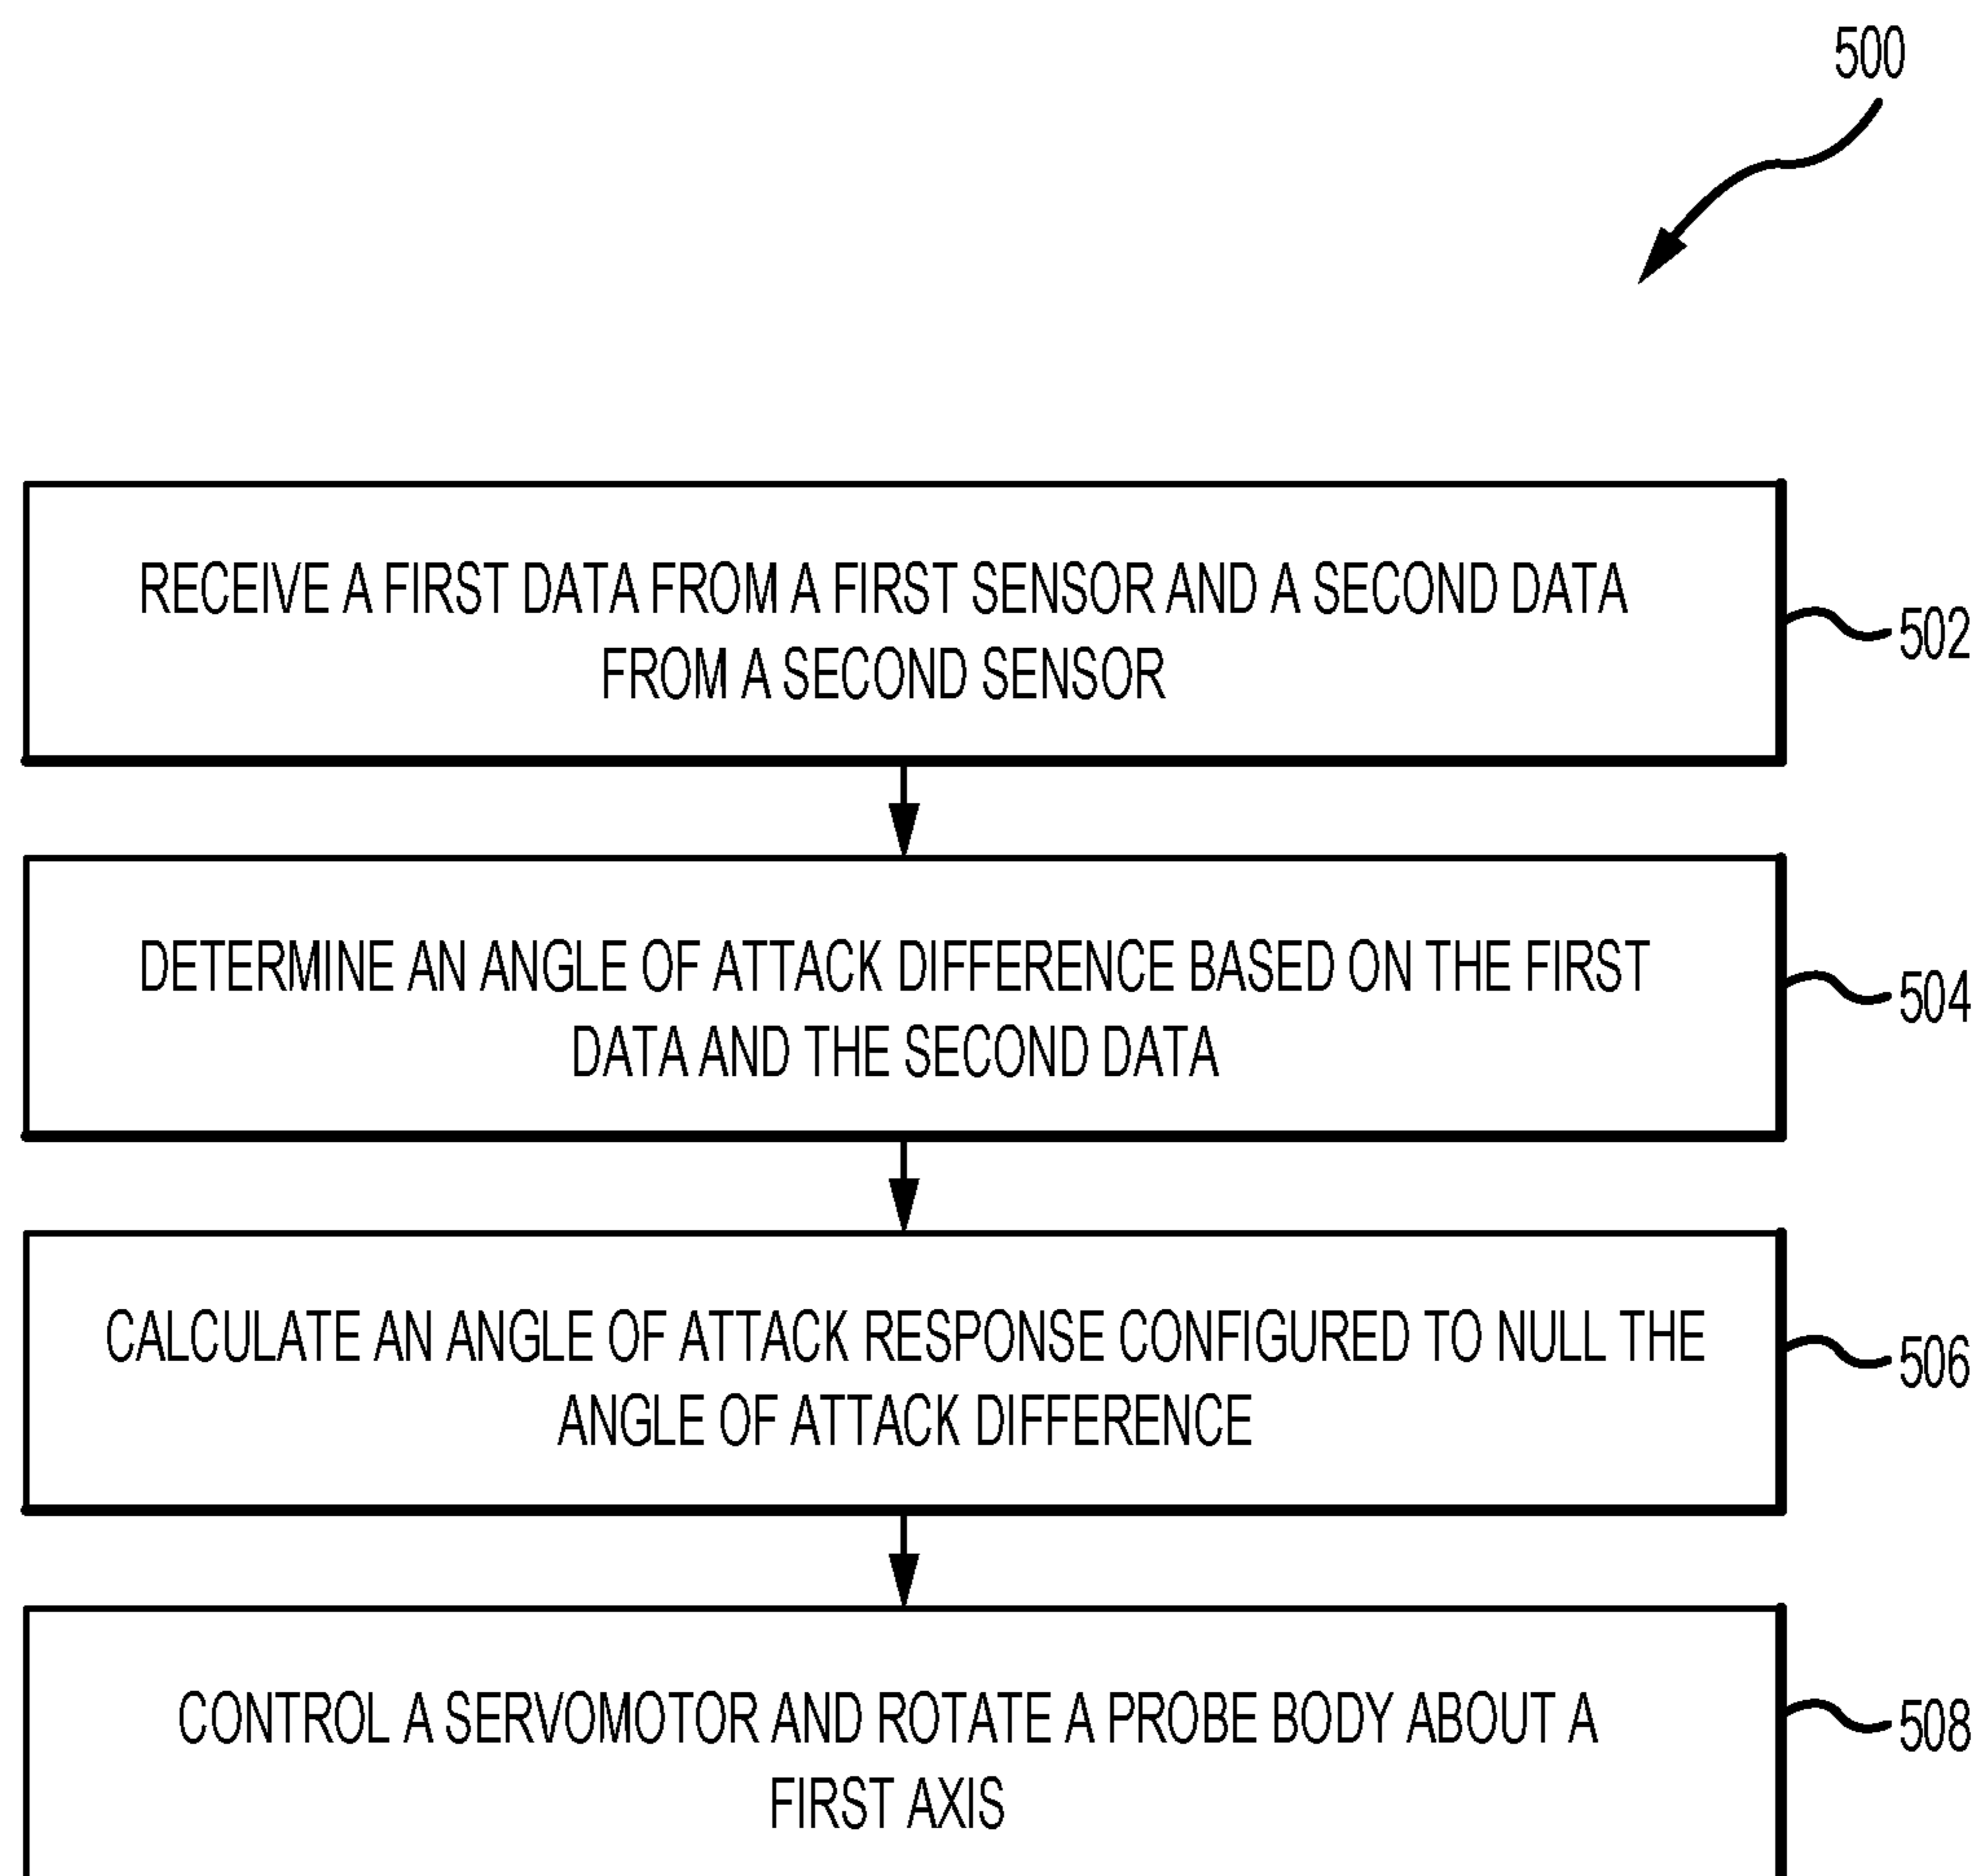 500
RECEIVE A FIRST DATA FROM A FIRST SENSOR AND A SECOND DATA
FROM A SECOND SENSOR
502
DETERMINE AN ANGLE OF ATTACK DIFFERENCE BASED ON THE FIRST
DATA AND THE SECOND DATA
504
CALCULATE AN ANGLE OF ATTACK RESPONSE CONFIGURED TO NULL THE
ANGLE OF ATTACK DIFFERENCE
506
CONTROL A SERVOMOTOR AND ROTATE A PROBE BODY ABOUT A
FIRST AXIS
508